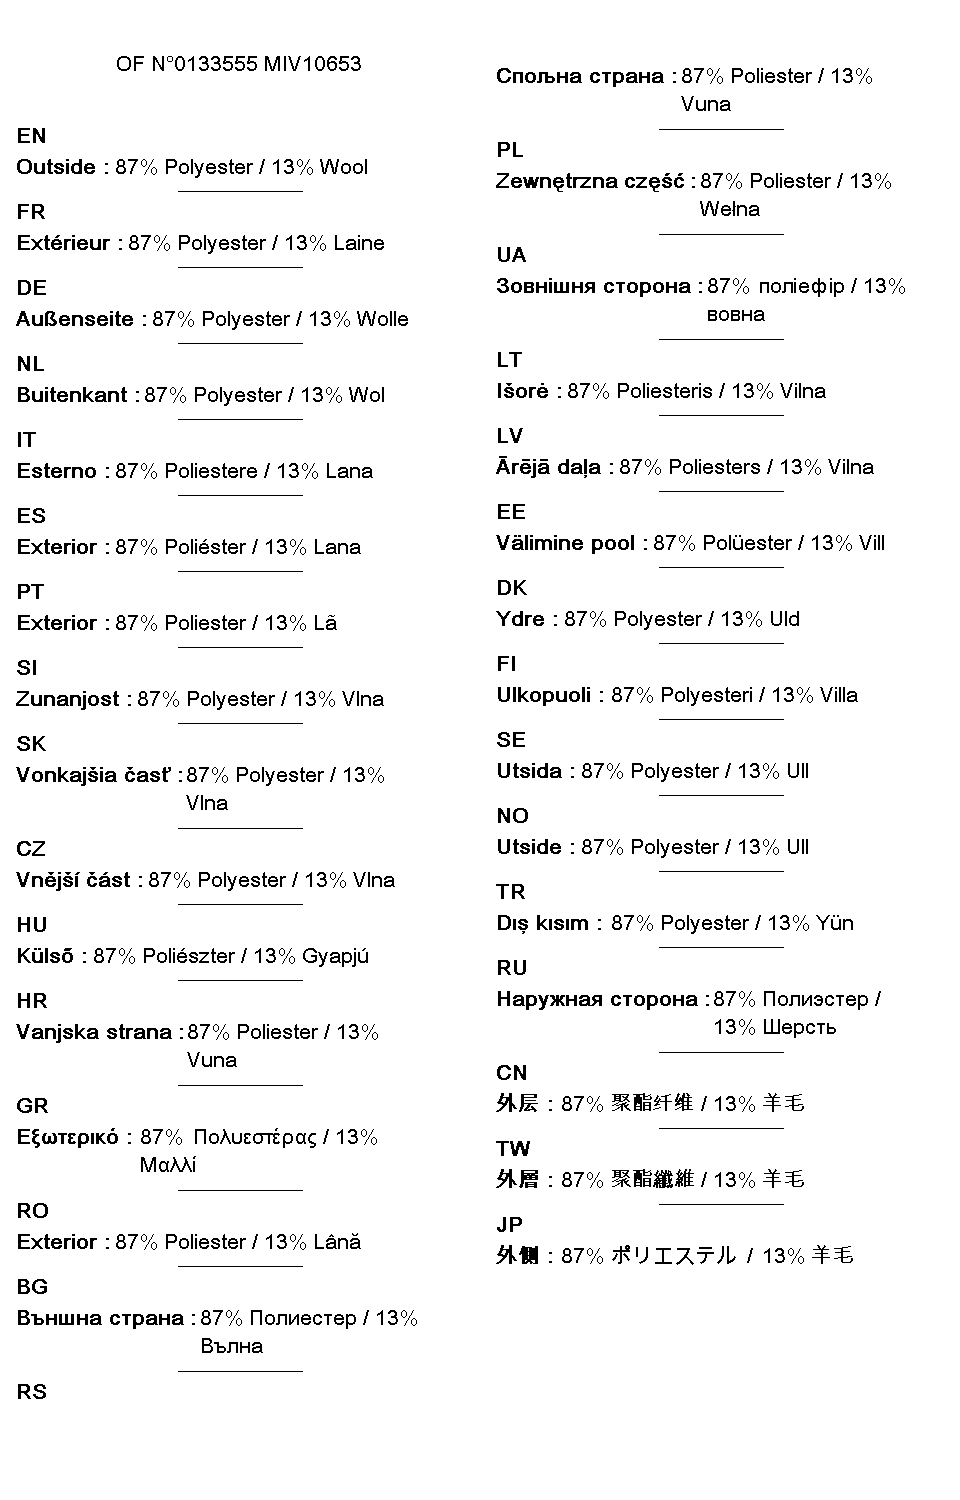 OF N°0133555 MIV10653
EN
Outside : 87% Polyester / 13% Wool
FR
Extérieur : 87% Polyester / 13% Laine
DE
Außenseite : 87% Polyester / 13% Wolle
NL
Buitenkant : 87% Polyester / 13% Wol
IT
Esterno : 87% Poliestere / 13% Lana
ES
Exterior : 87% Poliéster / 13% Lana
PT
Exterior : 87% Poliester / 13% Lã
SI
Zunanjost : 87% Polyester / 13% Vlna
SK
Vonkajšia časť : 87% Polyester / 13%
Vlna
CZ
Vnější část : 87% Polyester / 13% Vlna
HU
Külsõ : 87% Poliészter / 13% Gyapjú
HR
Vanjska strana : 87% Poliester / 13%
Vuna
GR
Εξωτερικό : 87% Πολυεστέρας / 13%
Μαλλί
RO
Exterior : 87% Poliester / 13% Lână
BG
Външна страна : 87% Полиестер / 13%
Вълна
RS
Спољна страна : 87% Poliester / 13%
Vuna
PL
Zewnętrzna część : 87% Poliester / 13%
Wełna
UA
Зовнішня сторона : 87% поліефір / 13%
вовна
LT
Išorė : 87% Poliesteris / 13% Vilna
LV
Ārējā daļa : 87% Poliesters / 13% Vilna
EE
Välimine pool : 87% Polüester / 13% Vill
DK
Ydre : 87% Polyester / 13% Uld
FI
Ulkopuoli : 87% Polyesteri / 13% Villa
SE
Utsida : 87% Polyester / 13% Ull
NO
Utside : 87% Polyester / 13% Ull
TR
Dış kısım : 87% Polyester / 13% Yün
RU
Наружная сторона : 87% Полиэстер /
13% Шерсть
CN
外层 : 87% 聚酯纤维 / 13% 羊毛
TW
外層 : 87% 聚酯纖維 / 13% 羊毛
JP
外側 : 87% ポリエステル / 13% 羊毛